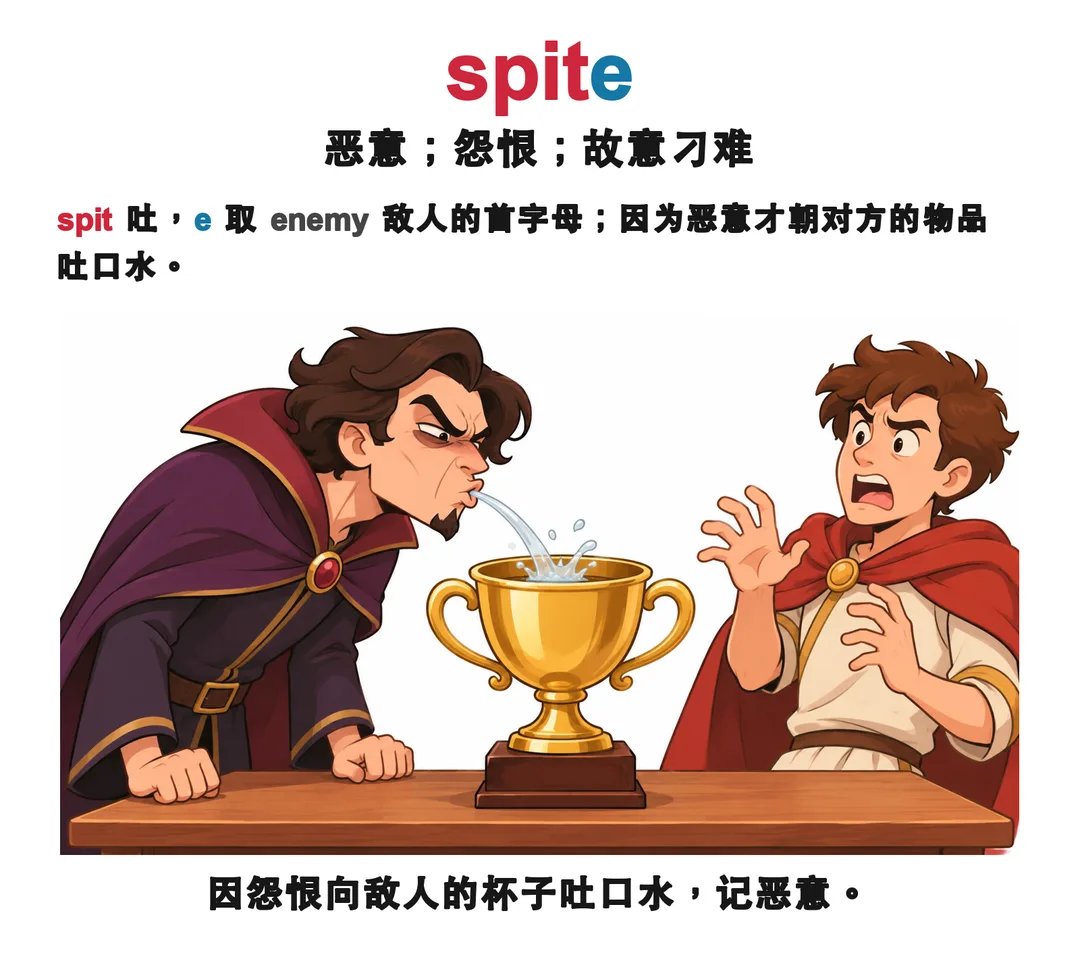 spite
恶意；怨恨；故意刁难
spit 吐，e 取 enemy 敌人的首字母；因为恶意才朝对方的物品
吐口水。
因怨恨向敌人的杯子吐口水，记恶意。